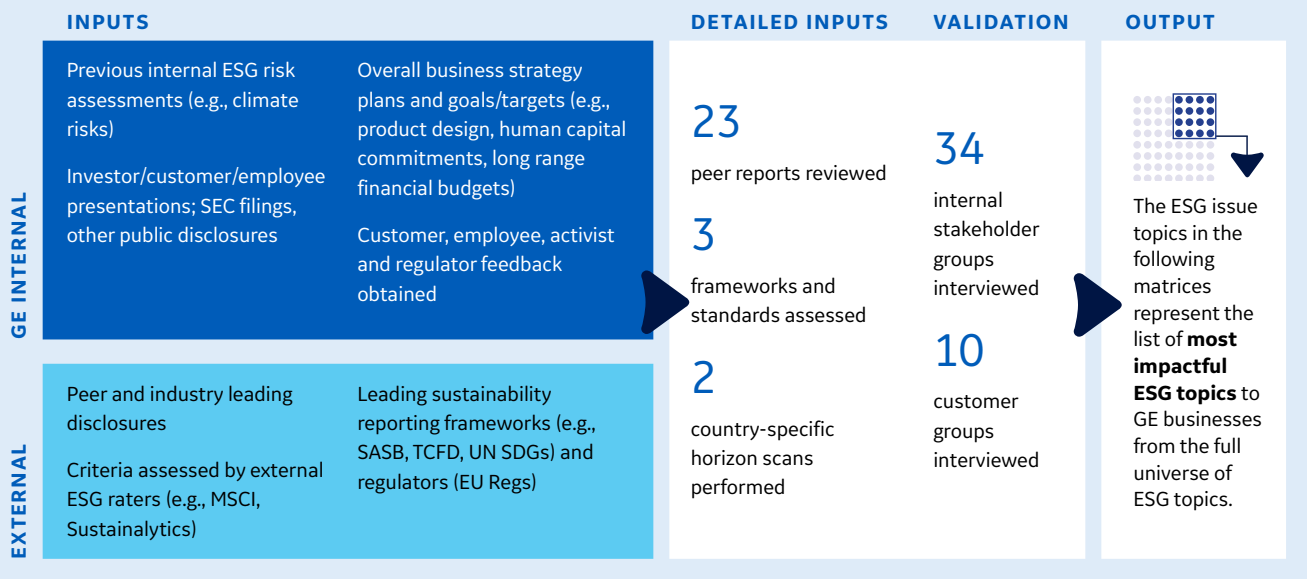 INPUTS
DETAILED INPUTS
VALIDATION
OUTPUT
GE INTERNAL
Previous internal ESG risk
assessments (e.g., climate
risks)
Investor/customer/employee
presentations; SEC filings,
other public disclosures
Overall business strategy
plans and goals/targets (e.g.,
product design, human capital
commitments, long range
financial budgets)
Customer, employee, activist
and regulator feedback
obtained
EXTERNAL
Peer and industry leading
disclosures
Criteria assessed by external
ESG raters (e.g., MSCI,
Sustainalytics)
Leading sustainability
reporting frameworks (e.g.,
SASB, TCFD, UN SDGs) and
regulators (EU Regs)
23
peer reports reviewed
3
frameworks and
standards assessed
2
country-specific
horizon scans
performed
34
internal
stakeholder
groups
interviewed
10
customer
groups
interviewed
The ESG issue
topics in the
following
matrices
represent the
list of most
impactful
ESG topics to
GE businesses
from the full
universe of
ESG topics.